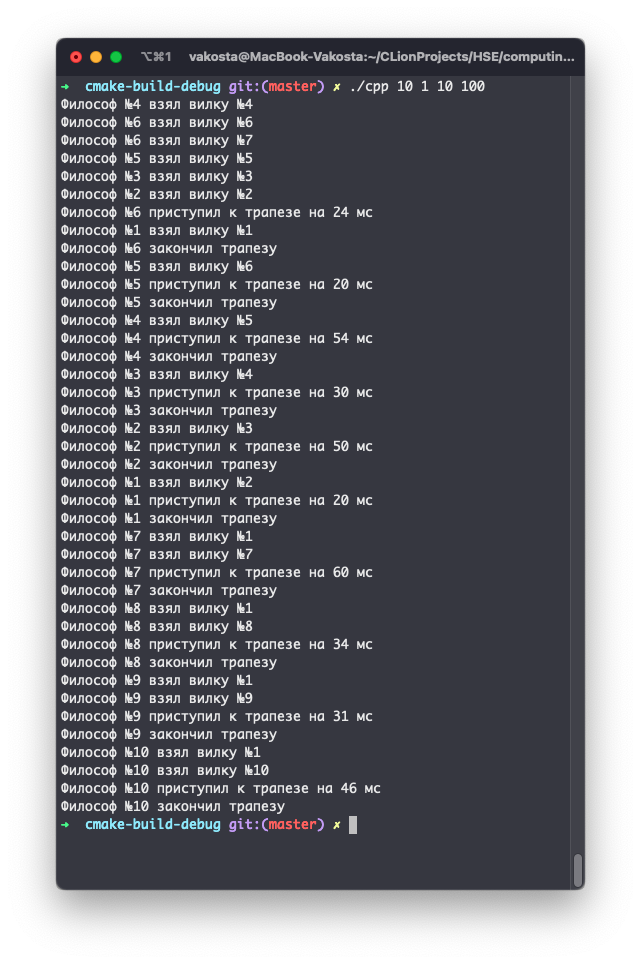 ⌥⌘1 vakosta@MacBook-Vakosta:~/CLionProjects/HSE/computin...
➜ cmake-build-debug git:(master) ✗ ./cpp 10 1 10 100
Философ №4 взял вилку №4
Философ №6 взял вилку №6
Философ №6 взял вилку №7
Философ №5 взял вилку №5
Философ №3 взял вилку №3
Философ №2 взял вилку №2
Философ №6 приступил к трапезе на 24 мс
Философ №1 взял вилку №1
Философ №6 закончил трапезу
Философ №5 взял вилку №6
Философ №5 приступил к трапезе на 20 мс
Философ №5 закончил трапезу
Философ №4 взял вилку №5
Философ №4 приступил к трапезе на 54 мс
Философ №4 закончил трапезу
Философ №3 взял вилку №4
Философ №3 приступил к трапезе на 30 мс
Философ №3 закончил трапезу
Философ №2 взял вилку №3
Философ №2 приступил к трапезе на 50 мс
Философ №2 закончил трапезу
Философ №1 взял вилку №2
Философ №1 приступил к трапезе на 20 мс
Философ №1 закончил трапезу
Философ №7 взял вилку №1
Философ №7 взял вилку №7
Философ №7 приступил к трапезе на 60 мс
Философ №7 закончил трапезу
Философ №8 взял вилку №1
Философ №8 взял вилку №8
Философ №8 приступил к трапезе на 34 мс
Философ №8 закончил трапезу
Философ №9 взял вилку №1
Философ №9 взял вилку №9
Философ №9 приступил к трапезе на 31 мс
Философ №9 закончил трапезу
Философ №10 взял вилку №1
Философ №10 взял вилку №10
Философ №10 приступил к трапезе на 46 мс
Философ №10 закончил трапезу
➜ cmake-build-debug git:(master) ✗